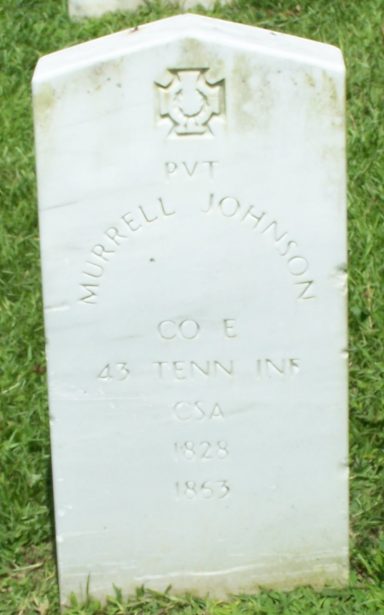 PVT
MURRELL JOHNSON
CO E
43 TENN INF
CSA
1828
1863